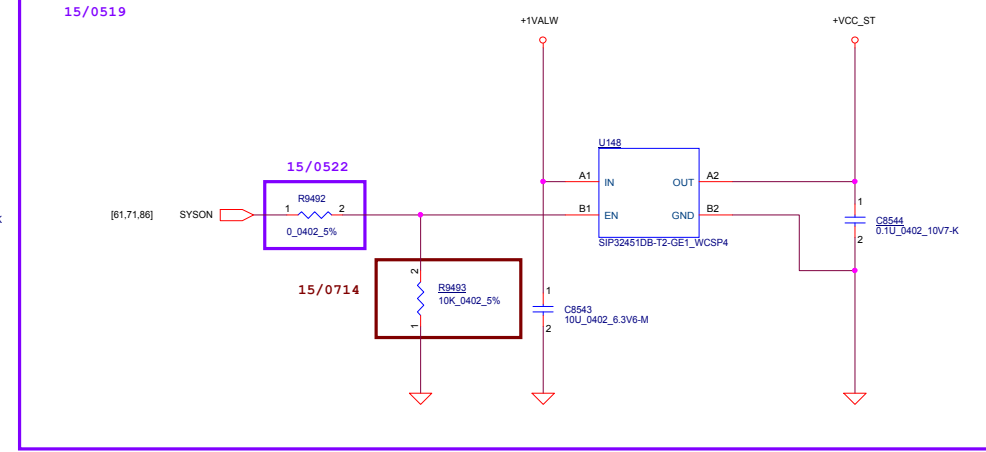 15/0519
+1VALW
+VCC_ST
U148
15/0522
A1
IN
OUT
A2
R9492
1
2
[61,71,86]
SYSON
B1
EN
GND
B2
1
C8544
0.1U_0402_10V7-K
0_0402_5%
2
SIP32451DB-T2-GE1_WCSP4
2
15/0714
R9493
10K_0402_5%
1
1
C8543
10U_0402_6.3V6-M
2